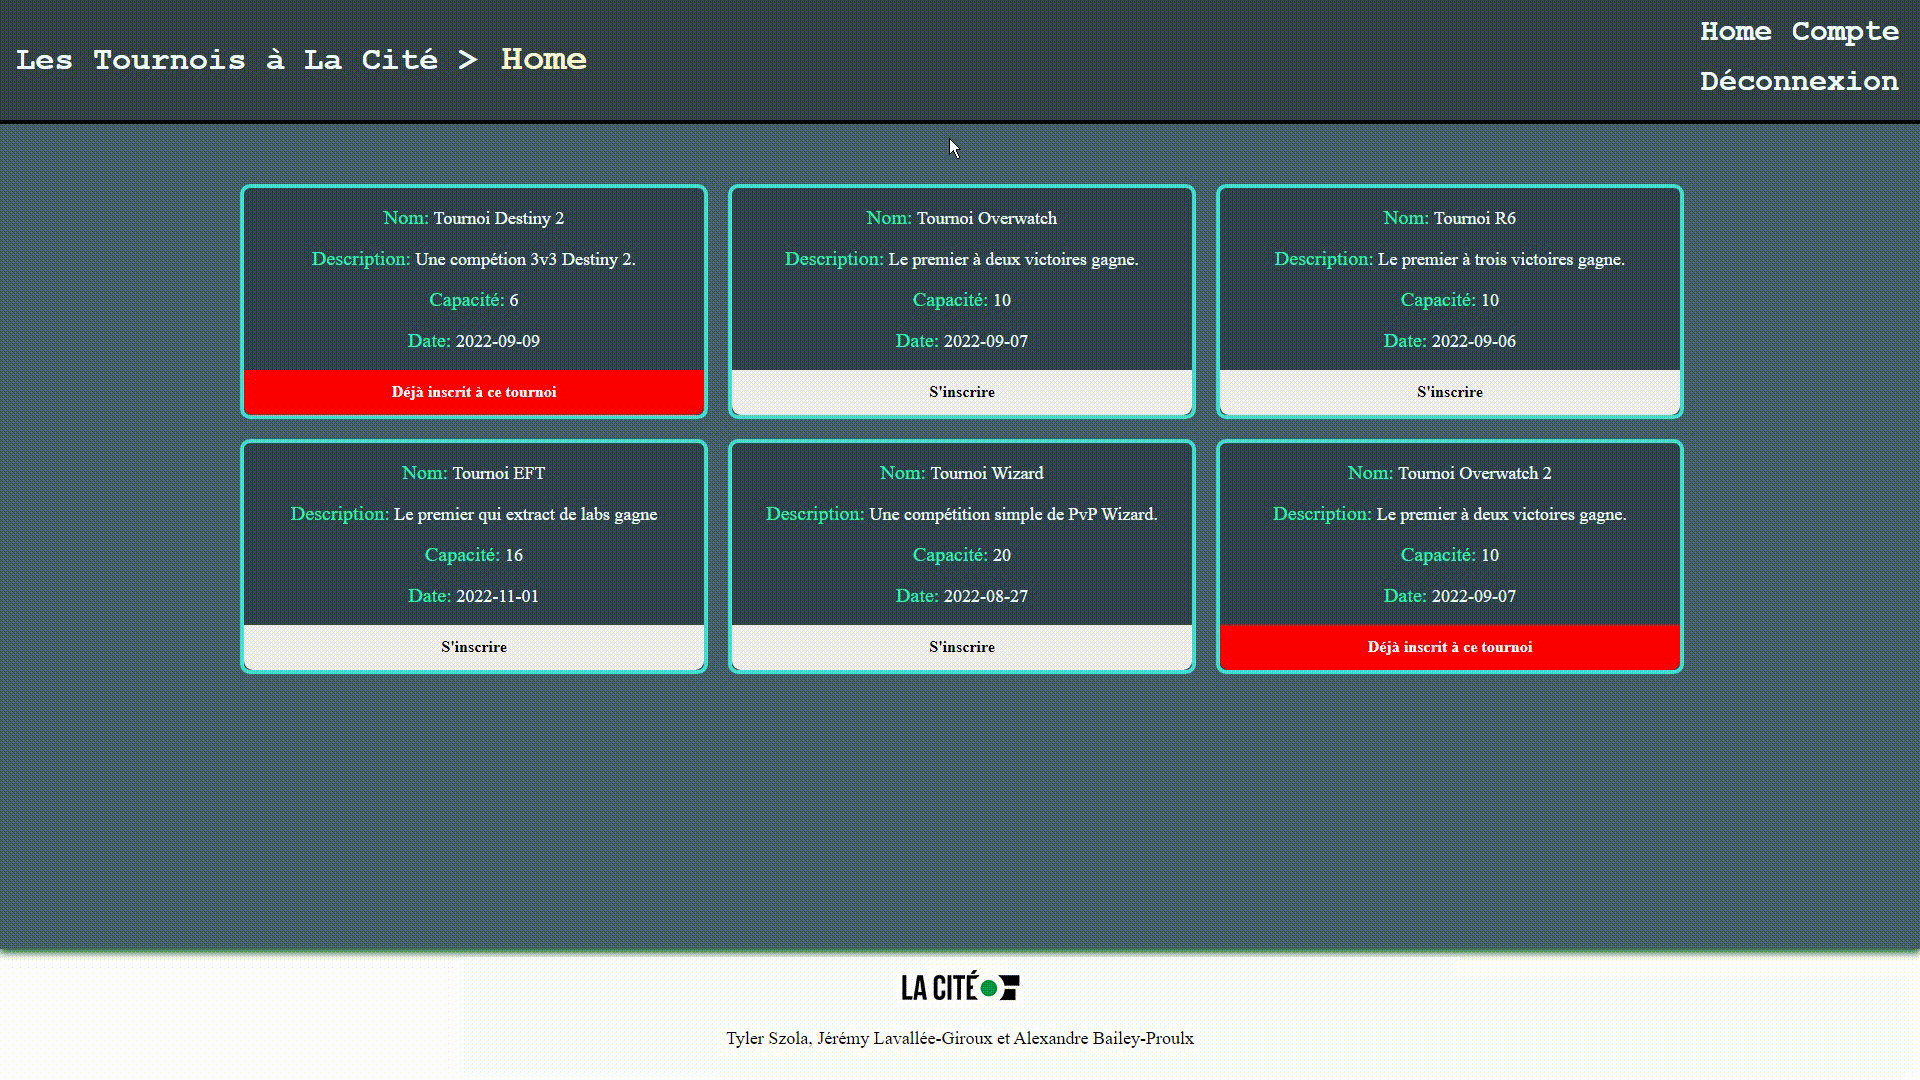 Les Tournois à La Cité > Home
Home Compte
Déconnexion
Nom: Tournoi Destiny 2
Description: Une compétion 3v3 Destiny 2.
Capacité: 6
Date: 2022-09-09
Déjà inscrit à ce tournoi
Nom: Tournoi Overwatch
Description: Le premier à deux victoires gagne.
Capacité: 10
Date: 2022-09-07
S'inscrire
Nom: Tournoi R6
Description: Le premier à trois victoires gagne.
Capacité: 10
Date: 2022-09-06
S'inscrire
Nom: Tournoi EFT
Description: Le premier qui extract de labs gagne
Capacité: 16
Date: 2022-11-01
S'inscrire
Nom: Tournoi Wizard
Description: Une compétition simple de PvP Wizard.
Capacité: 20
Date: 2022-08-27
S'inscrire
Nom: Tournoi Overwatch 2
Description: Le premier à deux victoires gagne.
Capacité: 10
Date: 2022-09-07
Déjà inscrit à ce tournoi
LA CITÉ
Tyler Szola, Jérémy Lavallée-Giroux et Alexandre Bailey-Proulx